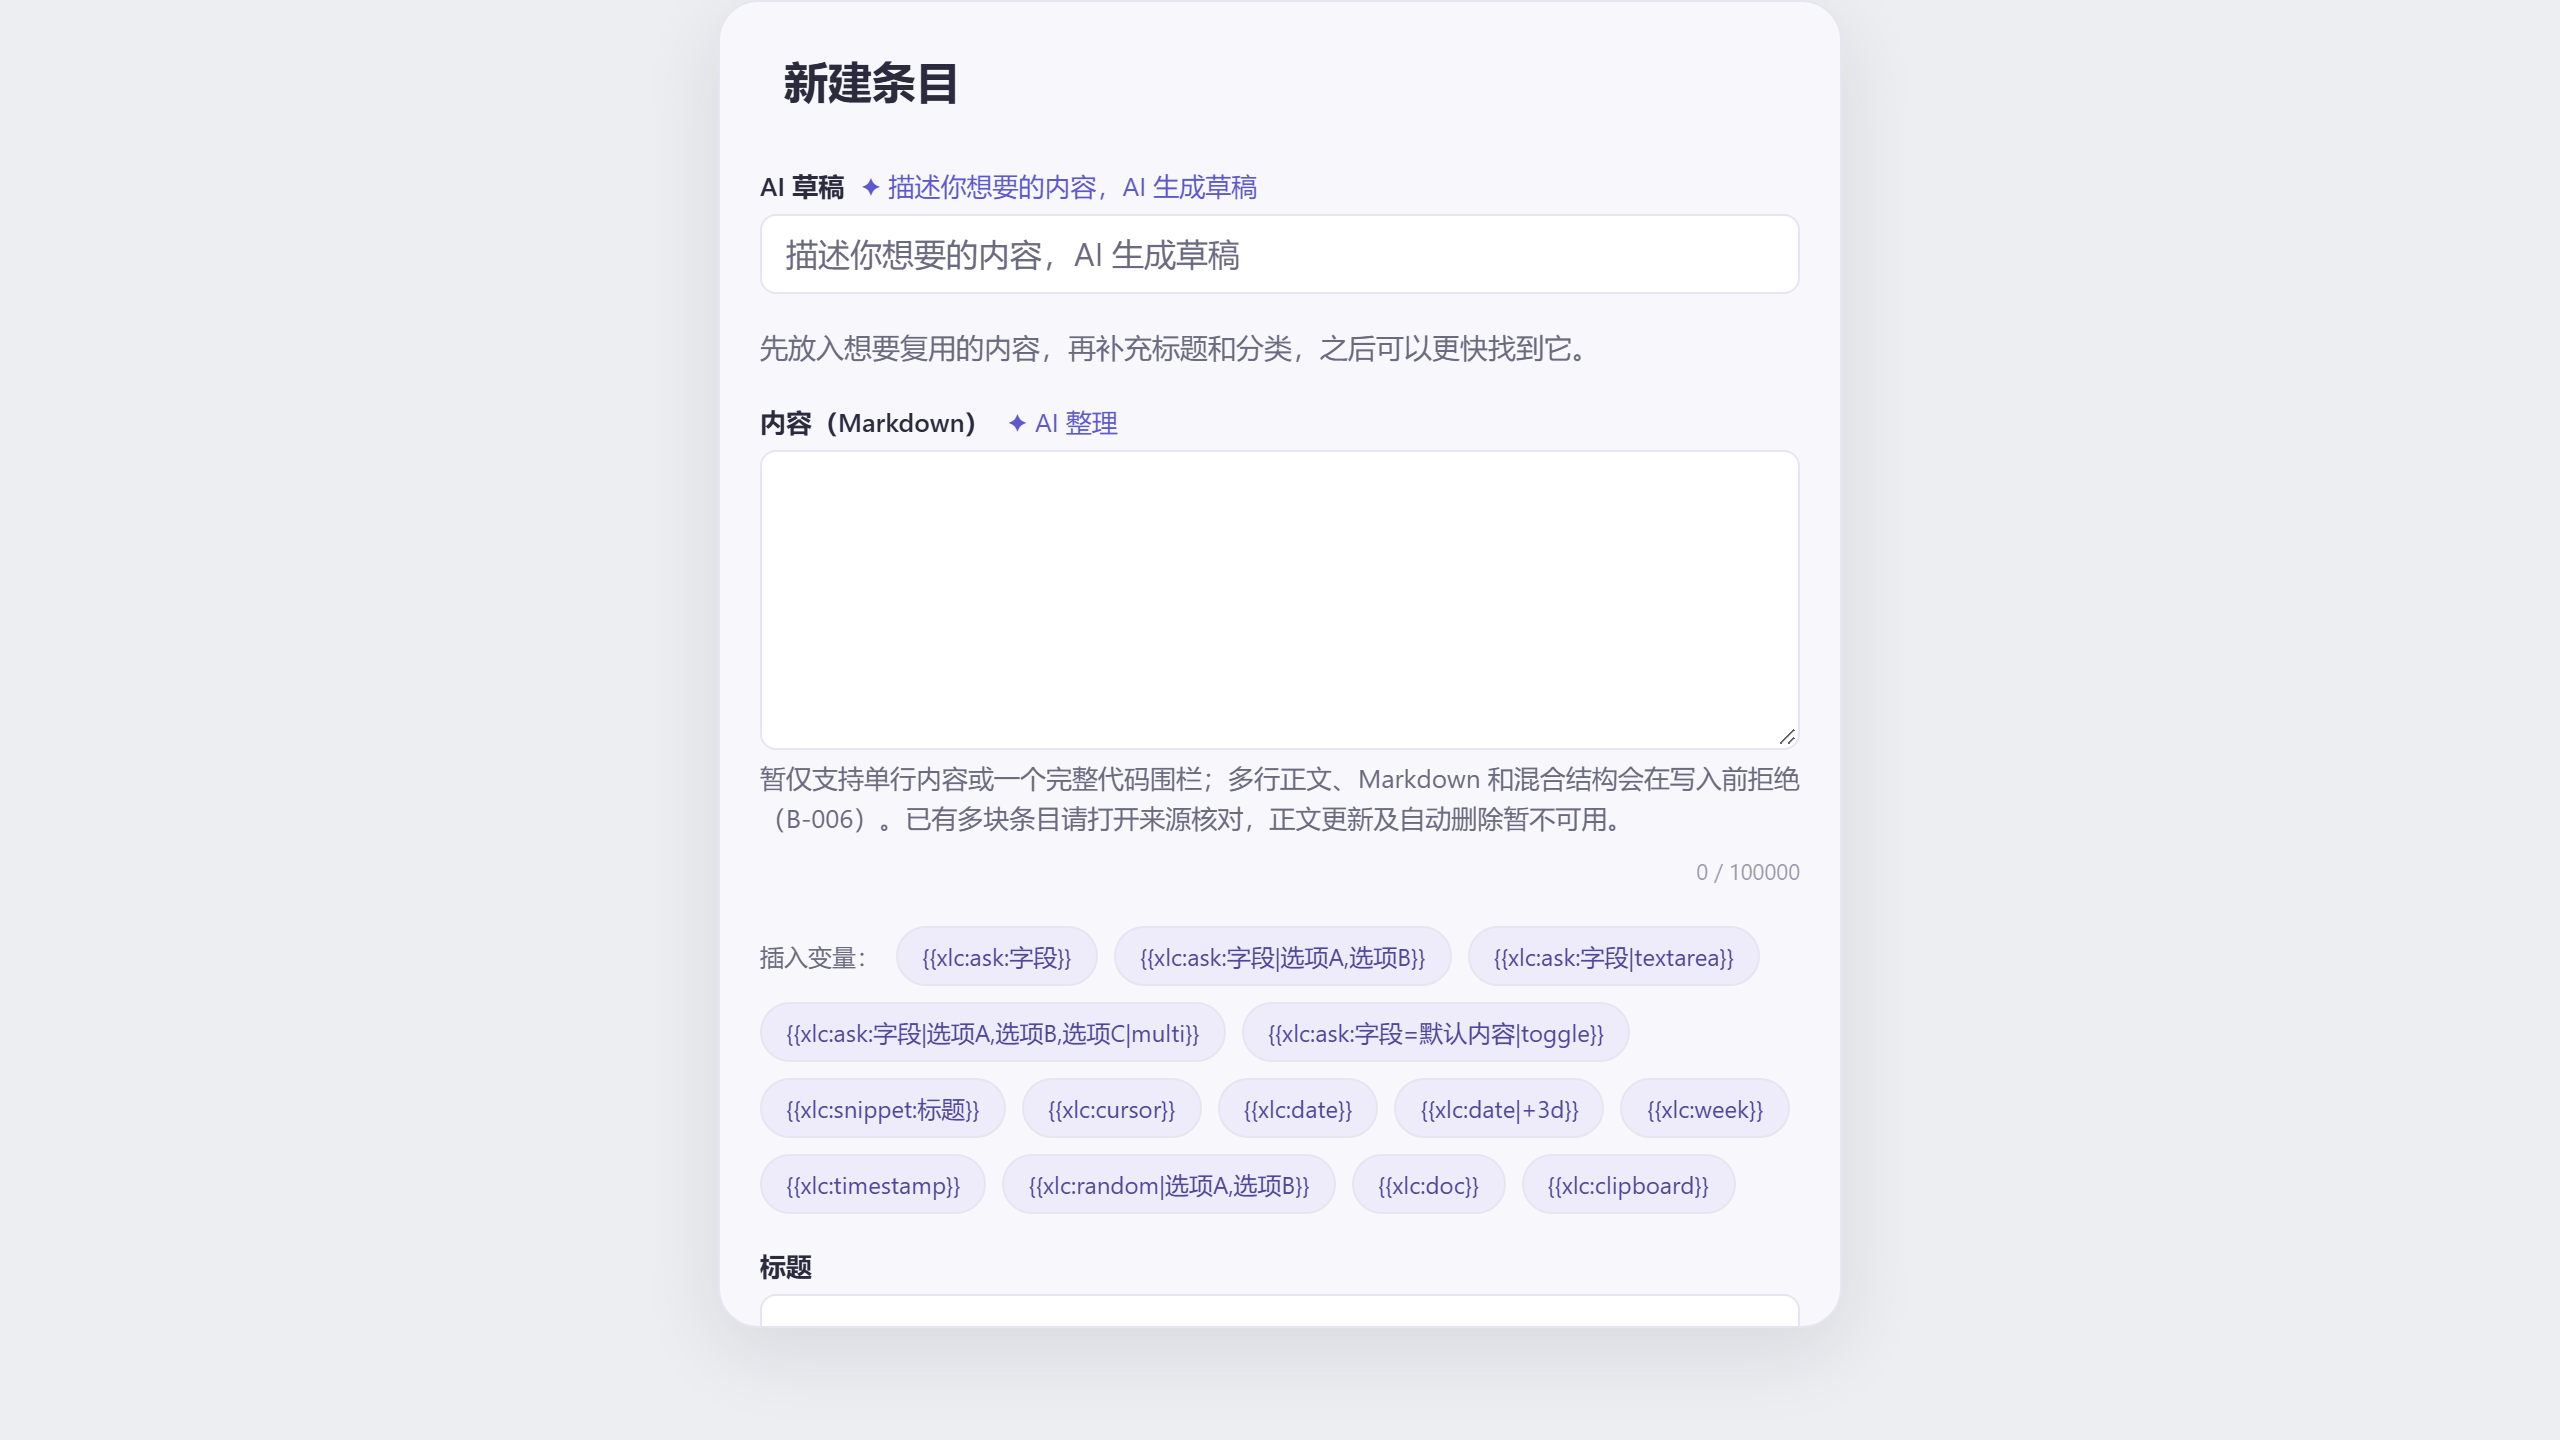 新建条目
AI 草稿 ✦ 描述你想要的内容，AI 生成草稿
描述你想要的内容，AI 生成草稿
先放入想要复用的内容，再补充标题和分类，之后可以更快找到它。
内容（Markdown） ✦ AI 整理
暂仅支持单行内容或一个完整代码围栏；多行正文、Markdown 和混合结构会在写入前拒绝
（B-006）。已有多块条目请打开来源核对，正文更新及自动删除暂不可用。
0 / 100000
插入变量： {{xlc:ask:字段}} {{xlc:ask:字段|选项A,选项B}} {{xlc:ask:字段|textarea}}
{{xlc:ask:字段|选项A,选项B,选项C|multi}} {{xlc:ask:字段=默认内容|toggle}}
{{xlc:snippet:标题}} {{xlc:cursor}} {{xlc:date}} {{xlc:date|+3d}} {{xlc:week}}
{{xlc:timestamp}} {{xlc:random|选项A,选项B}} {{xlc:doc}} {{xlc:clipboard}}
标题